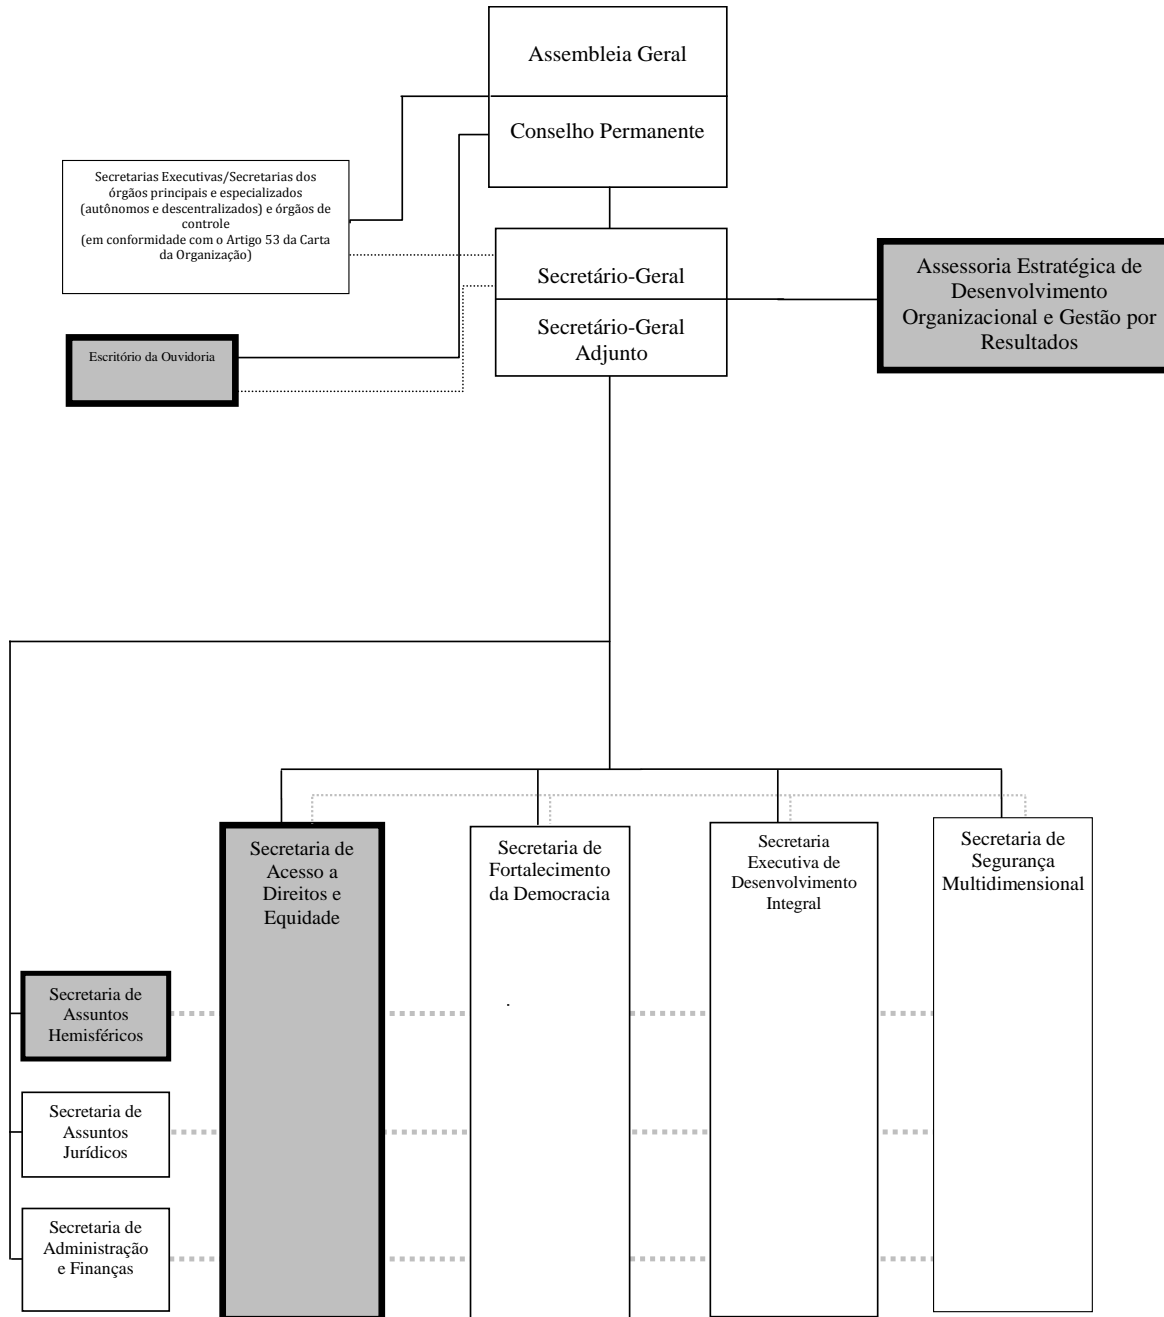 Assembleia Geral
Conselho Permanente
Secretarias Executivas/Secretarias dos
órgãos principais e especializados
(autônomos e descentralizados) e órgãos de
controle
(em conformidade com o Artigo 53 da Carta
da Organização)
Secretário-Geral
Secretário-Geral
Adjunto
Assessoria Estratégica de
Desenvolvimento
Organizacional e Gestão por
Resultados
Escritório da Ouvidoria
Secretaria de
Acesso a
Direitos e
Equidade
Secretaria de
Fortalecimento
da Democracia
.
Secretaria
Executiva de
Desenvolvimento
Integral
Secretaria de
Segurança
Multidimensional
Secretaria de
Assuntos
Hemisféricos
Secretaria de
Assuntos
Jurídicos
Secretaria de
Administração
e Finanças